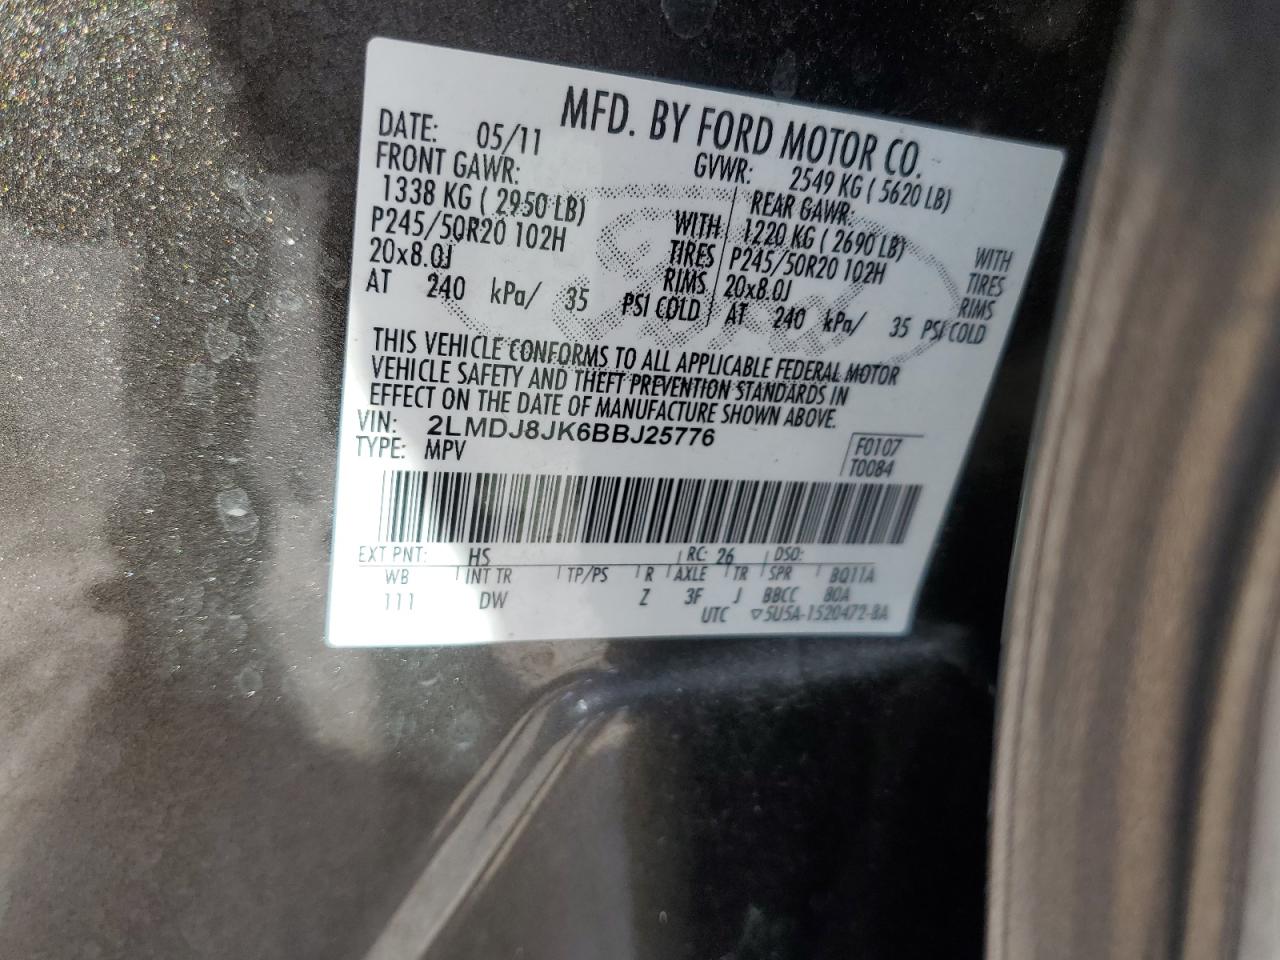 MFD. BY FORD MOTOR CO.
DATE: 05/11 GVWR: 2549 KG ( 5620 LB)
FRONT GAWR: REAR GAWR:
1338 KG ( 2950 LB) WITH 1220 KG ( 2690 LB) WITH
P245/50R20 102H TIRES P245/50R20 102H TIRES
20x8.0J RIMS 20x8.0J RIMS
AT 240 kPa/ 35 PSI COLD AT 240 kPa/ 35 PSI COLD
Ford
THIS VEHICLE CONFORMS TO ALL APPLICABLE FEDERAL MOTOR
VEHICLE SAFETY AND THEFT PREVENTION STANDARDS IN
EFFECT ON THE DATE OF MANUFACTURE SHOWN ABOVE.
VIN: 2LMDJ8JK6BBJ25776 F0107
TYPE: MPV T0084
EXT PNT: HS RC: 26 DSO:
WB INT TR TP/PS R AXLE TR SPR BQ11A
111 DW Z 3F J BBCC 80A
UTC ▽5U5A-1520472-BA